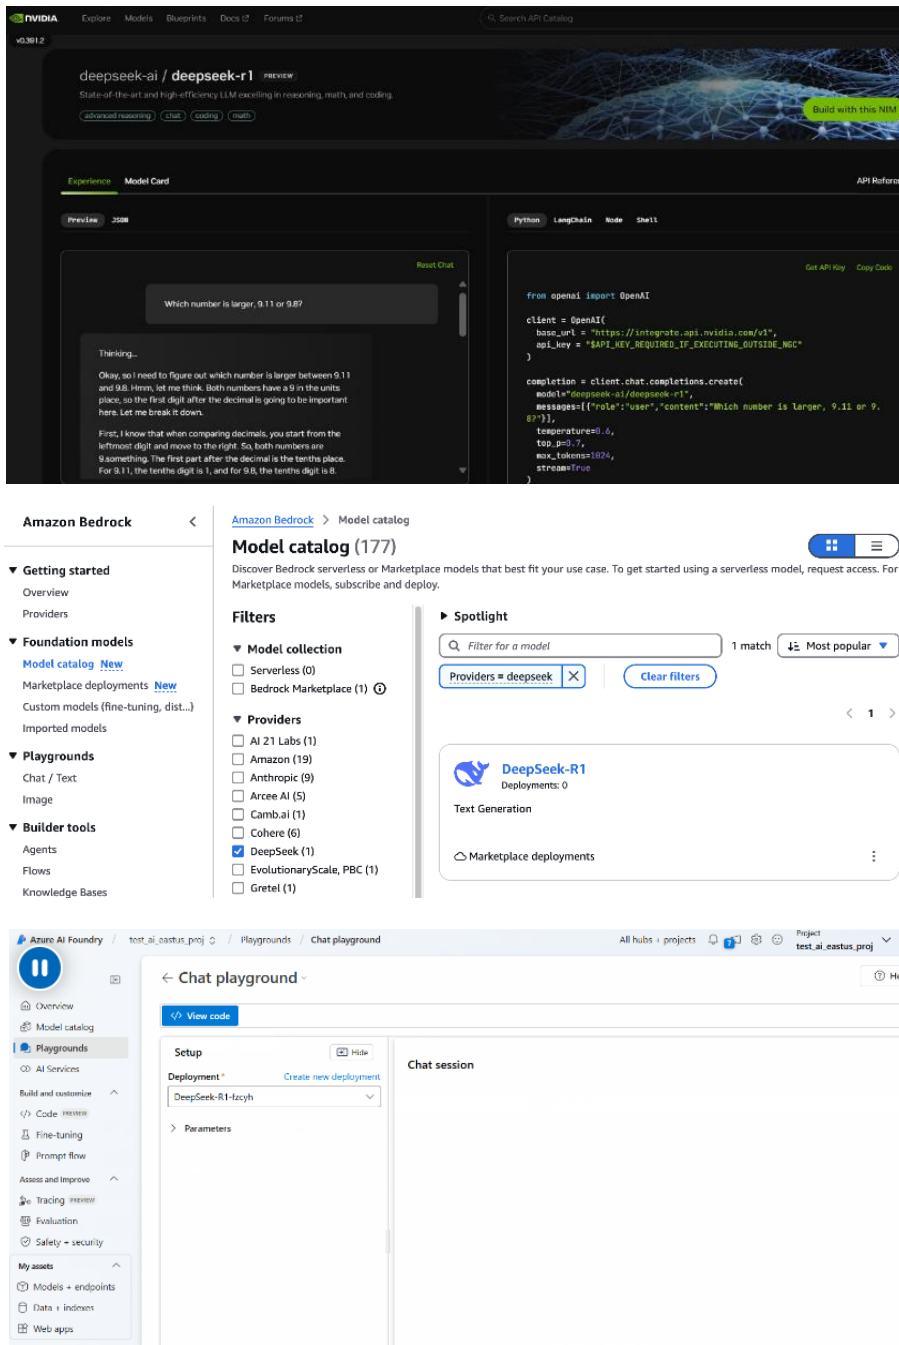 NVIDIA Explore Models Blueprints Docs Forums Search API Catalog
v0.391.2
deepseek-ai / deepseek-r1 PREVIEW
State-of-the-art and high-efficiency LLM excelling in reasoning, math, and coding.
advanced reasoning chat coding math
Build with this NIM
Experience Model Card
API Refere
Preview JSON
Python LangChain Node Shell
Reset Chat
Get API Key Copy Code
Which number is larger, 9.11 or 9.8?
Thinking...
Okay, so I need to figure out which number is larger between 9.11
and 9.8. Hmm, let me think. Both numbers have a 9 in the units
place, so the first digit after the decimal is going to be important
here. Let me break it down.
First, I know that when comparing decimals, you start from the
leftmost digit and move to the right. So, both numbers are
9.something. The first part after the decimal is the tenths place.
For 9.11, the tenths digit is 1, and for 9.8, the tenths digit is 8.
from openai import OpenAI
client = OpenAI(
base_url = "https://integrate.api.nvidia.com/v1",
api_key = "$API_KEY_REQUIRED_IF_EXECUTING_OUTSIDE_NGC"
)
completion = client.chat.completions.create(
model="deepseek-ai/deepseek-r1",
messages=[{"role":"user","content":"Which number is larger, 9.11 or 9.
8?"}],
temperature=0.6,
top_p=0.7,
max_tokens=1024,
stream=True
)
Amazon Bedrock
Getting started
Overview
Providers
Foundation models
Model catalog New
Marketplace deployments New
Custom models (fine-tuning, dist...)
Imported models
Playgrounds
Chat / Text
Image
Builder tools
Agents
Flows
Knowledge Bases
Amazon Bedrock > Model catalog
Model catalog (177)
Discover Bedrock serverless or Marketplace models that best fit your use case. To get started using a serverless model, request access. For
Marketplace models, subscribe and deploy.
Filters
Model collection
Serverless (0)
Bedrock Marketplace (1)
Providers
AI 21 Labs (1)
Amazon (19)
Anthropic (9)
Arcee AI (5)
Camb.ai (1)
Cohere (6)
DeepSeek (1)
EvolutionaryScale, PBC (1)
Gretel (1)
Spotlight
Filter for a model
1 match
Most popular
Providers = deepseek
Clear filters
1
DeepSeek-R1
Deployments: 0
Text Generation
Marketplace deployments
Azure AI Foundry / test_ai_eastus_proj / Playgrounds / Chat playground
All hubs + projects
7
Project
test_ai_eastus_proj
Overview
Model catalog
Playgrounds
AI Services
Build and customize
Code PREVIEW
Fine-tuning
Prompt flow
Assess and improve
Tracing PREVIEW
Evaluation
Safety + security
My assets
Models + endpoints
Data + indexes
Web apps
Chat playground
He
View code
Setup
Hide
Deployment*
Create new deployment
DeepSeek-R1-fzcyh
Parameters
Chat session